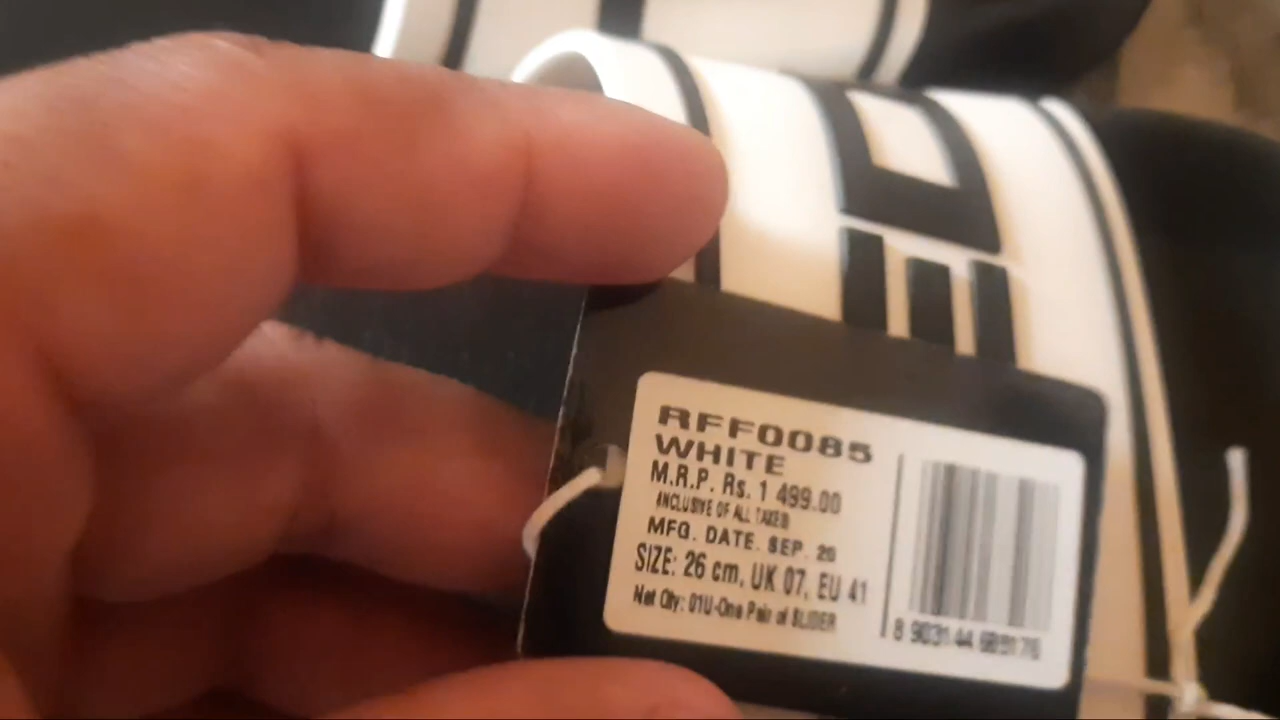 RFF0085
WHITE
M.R.P. Rs. 1 499.00
(INCLUSIVE OF ALL TAXES)
MFG. DATE. SEP. 20
SIZE: 26 cm, UK 07, EU 41
Net Qty: 01U-One Pair of SLIDER